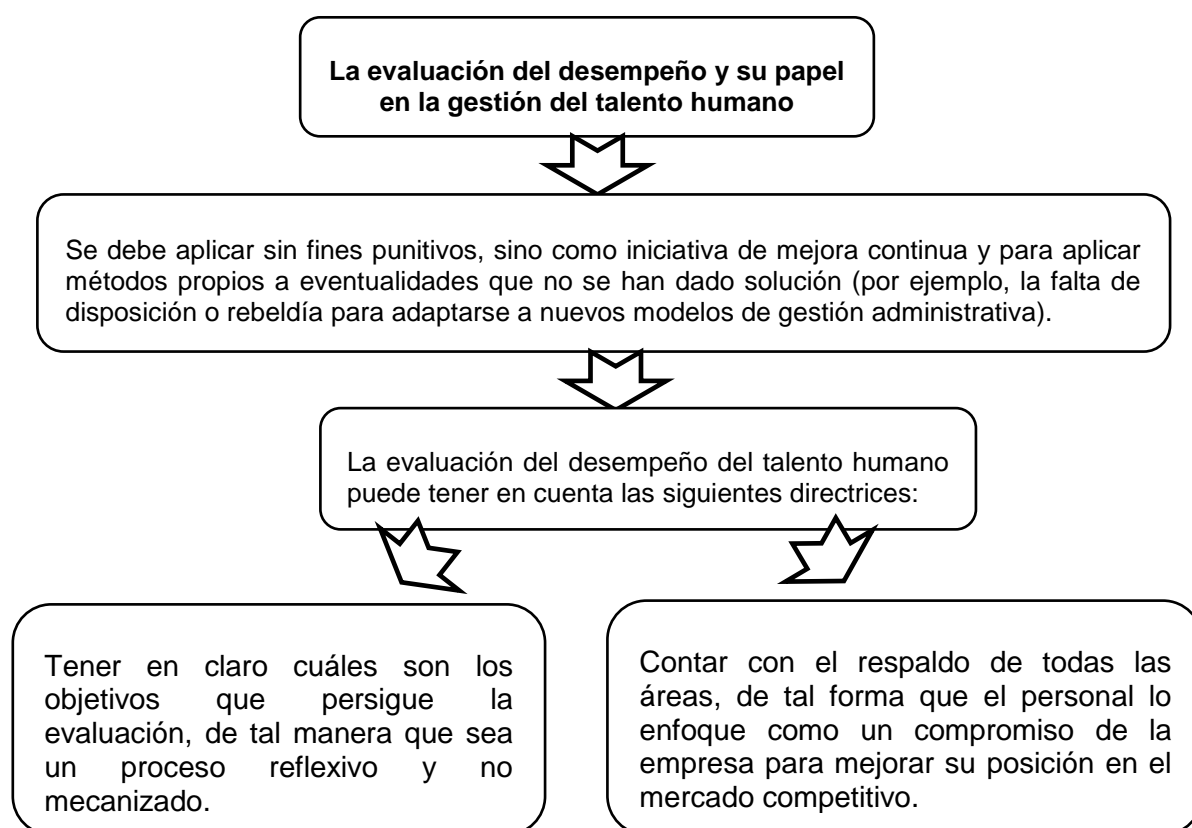 La evaluación del desempeño y su papel
en la gestión del talento humano
Se debe aplicar sin fines punitivos, sino como iniciativa de mejora continua y para aplicar
métodos propios a eventualidades que no se han dado solución (por ejemplo, la falta de
disposición o rebeldía para adaptarse a nuevos modelos de gestión administrativa).
La evaluación del desempeño del talento humano
puede tener en cuenta las siguientes directrices:
Tener en claro cuáles son los
objetivos que persigue la
evaluación, de tal manera que sea
un proceso reflexivo y no
mecanizado.
Contar con el respaldo de todas las
áreas, de tal forma que el personal lo
enfoque como un compromiso de la
empresa para mejorar su posición en el
mercado competitivo.